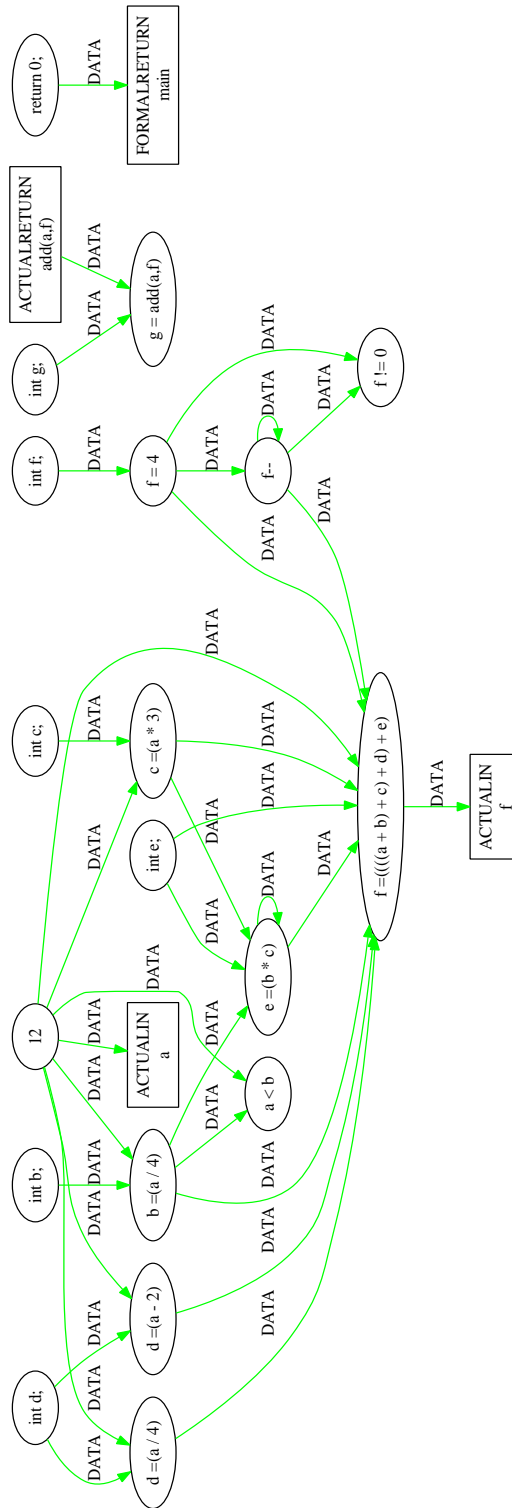 int d;
int b;
12
int c;
int f;
int g;
ACTUALRETURN
add(a,f)
return 0;
DATA
DATA
DATA
DATA
DATA
DATA
DATA
DATA
DATA
DATA
DATA
DATA
DATA
DATA
d =(a / 4)
d =(a - 2)
b =(a / 4)
ACTUALIN
a
int e;
c =(a * 3)
f = 4
g = add(a,f)
FORMALRETURN
main
DATA
DATA
DATA
DATA
DATA
DATA
DATA
DATA
DATA
DATA
DATA
DATA
DATA
DATA
a < b
e =(b * c)
f--
DATA
DATA
DATA
f =((((a + b) + c) + d) + e)
f != 0
DATA
ACTUALIN
f